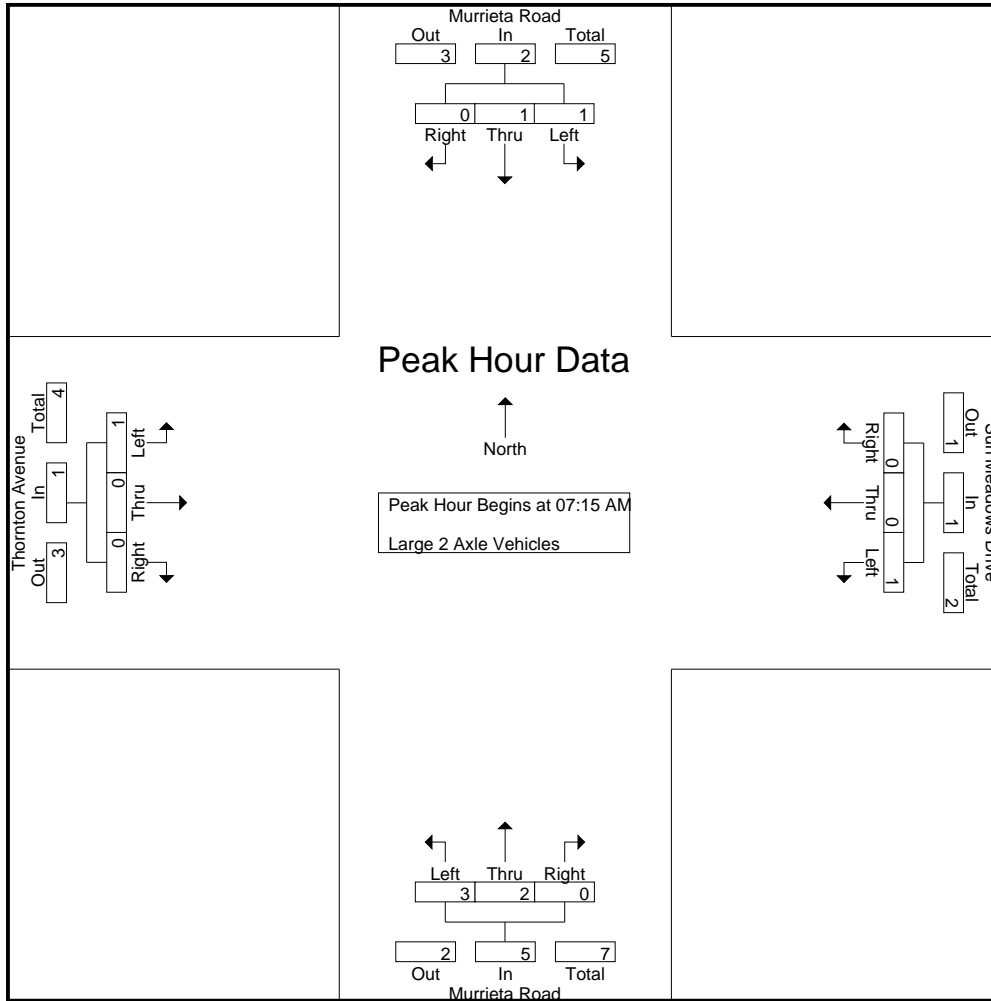 Murrieta Road
Out In Total
3 2 5
0 1 1
Right Thru Left
Peak Hour Data
North
Peak Hour Begins at 07:15 AM
Large 2 Axle Vehicles
Thornton Avenue
Out In Total
3 1 4
Right Thru Left
0 0 1
Sun Meadows Drive
Out In Total
1 1 2
Right Thru Left
0 0 1
Left Thru Right
3 2 0
2 5 7
Out In Total
Murrieta Road